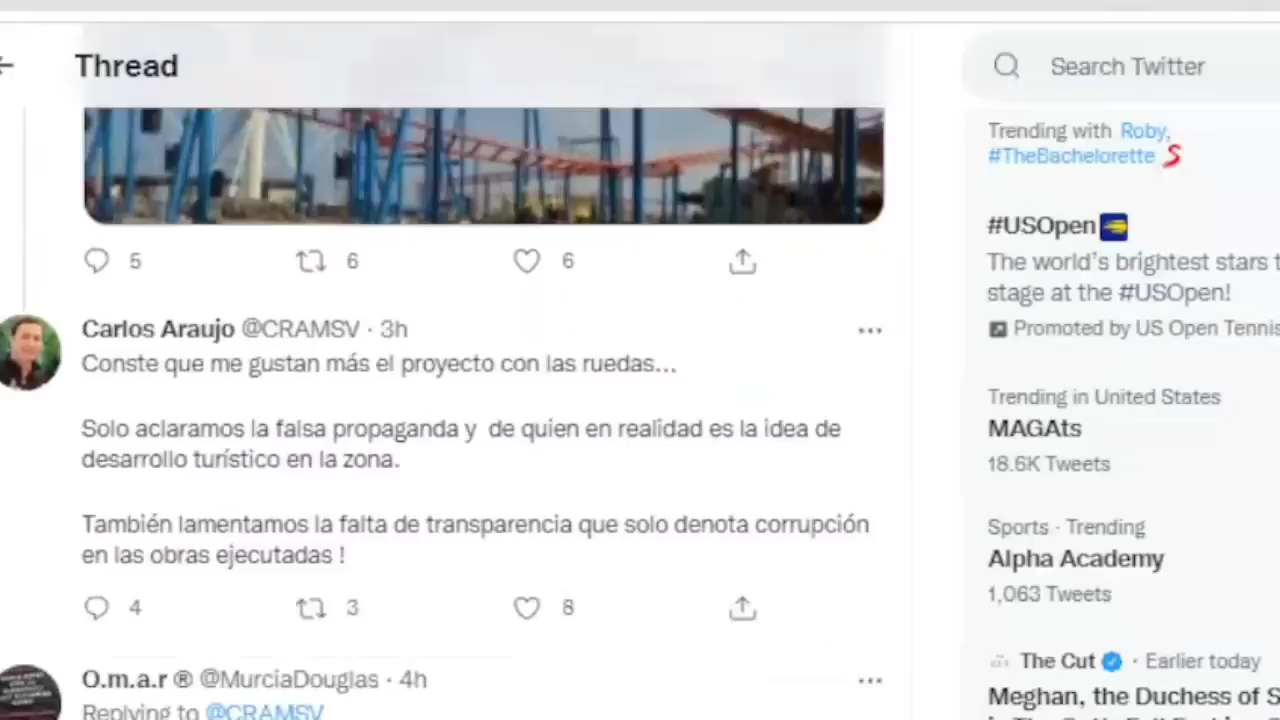 Thread
Search Twitter
5
6
6
Carlos Araujo @CRAMSV · 3h
Conste que me gustan más el proyecto con las ruedas...
Solo aclaramos la falsa propaganda y de quien en realidad es la idea de
desarrollo turístico en la zona.
También lamentamos la falta de transparencia que solo denota corrupción
en las obras ejecutadas !
4
3
8
O.m.a.r ® @MurciaDouglas · 4h
Replying to @CRAMSV
Trending with Roby,
#TheBachelorette
#USOpen
The world's brightest stars
stage at the #USOpen!
Promoted by US Open Tennis
Trending in United States
MAGAts
18.6K Tweets
Sports · Trending
Alpha Academy
1,063 Tweets
The Cut · Earlier today
Meghan, the Duchess of